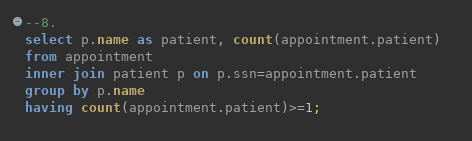 --8.
select p.name as patient, count(appointment.patient)
from appointment
inner join patient p on p.ssn=appointment.patient
group by p.name
having count(appointment.patient)>=1;